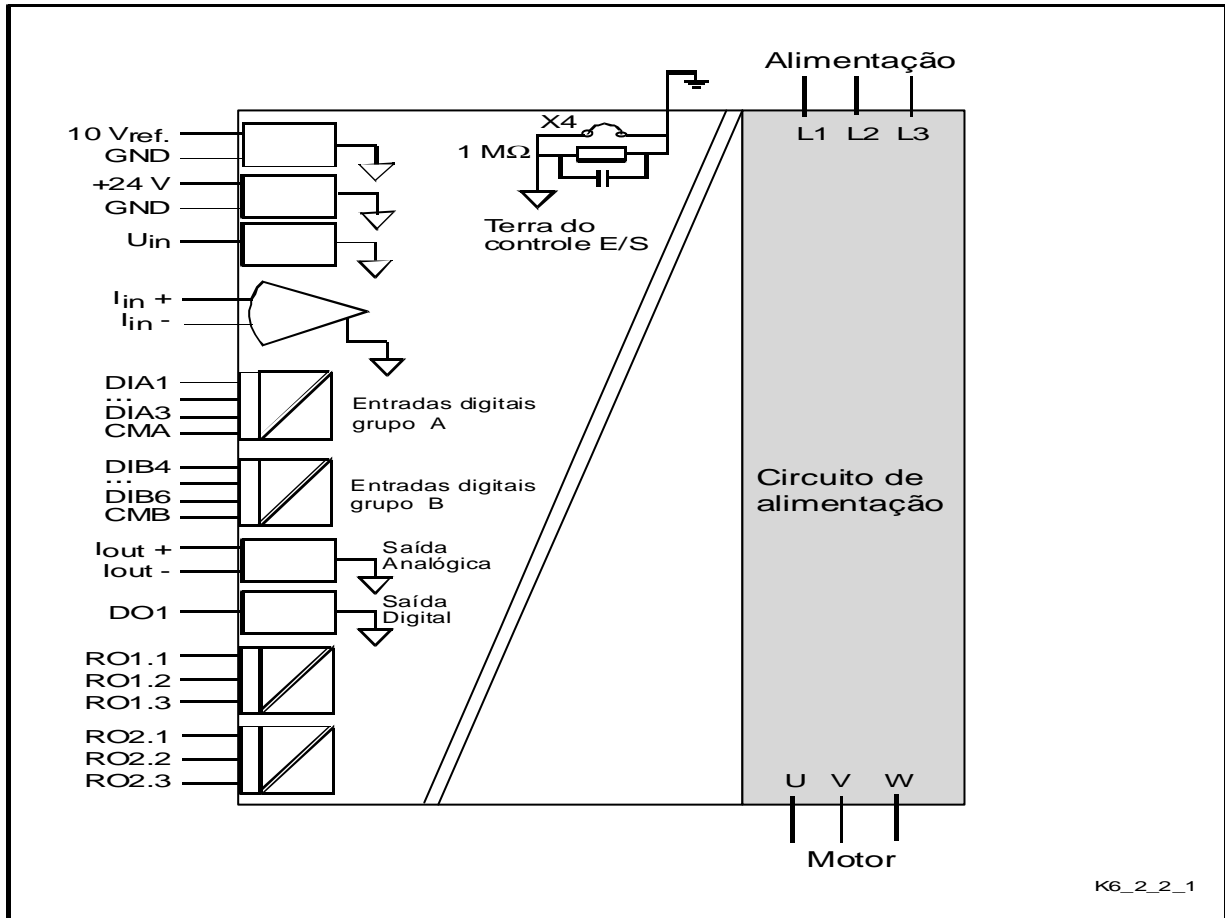 Alimentação
L1 L2 L3
X4
1 MΩ
Terra do
controle E/S
10 Vref.
GND
+24 V
GND
Uin
Iin +
Iin -
DIA1
...
DIA3
CMA
Entradas digitais
grupo A
DIB4
...
DIB6
CMB
Entradas digitais
grupo B
Circuito de
alimentação
Iout +
Iout -
Saída
Analógica
DO1
Saída
Digital
RO1.1
RO1.2
RO1.3
RO2.1
RO2.2
RO2.3
U V W
Motor
K6_2_2_1